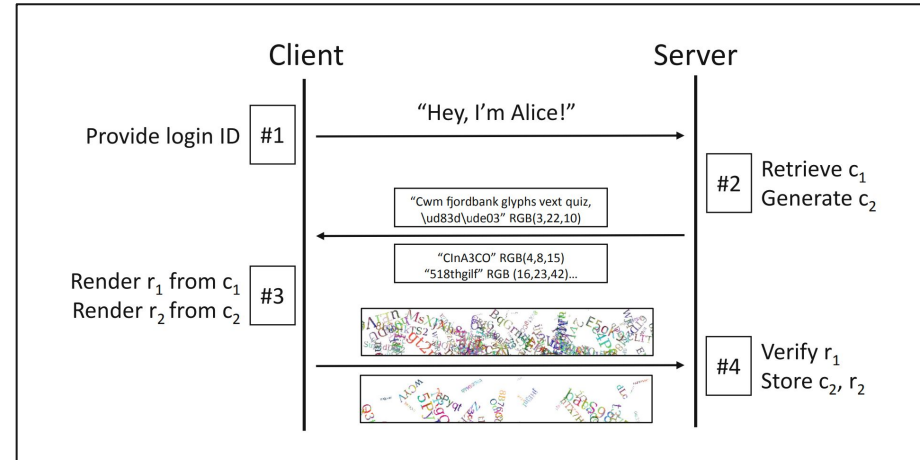 Client
Server
"Hey, I'm Alice!"
Provide login ID
#1
#2
Retrieve c₁
Generate c₂
"Cwm fjordbank glyphs vext quiz,
\ud83d\ude03" RGB(3,22,10)
"CInA3CO" RGB(4,8,15)
"518thgilf" RGB (16,23,42)...
Render r₁ from c₁
Render r₂ from c₂
#3
#4
Verify r₁
Store c₂, r₂